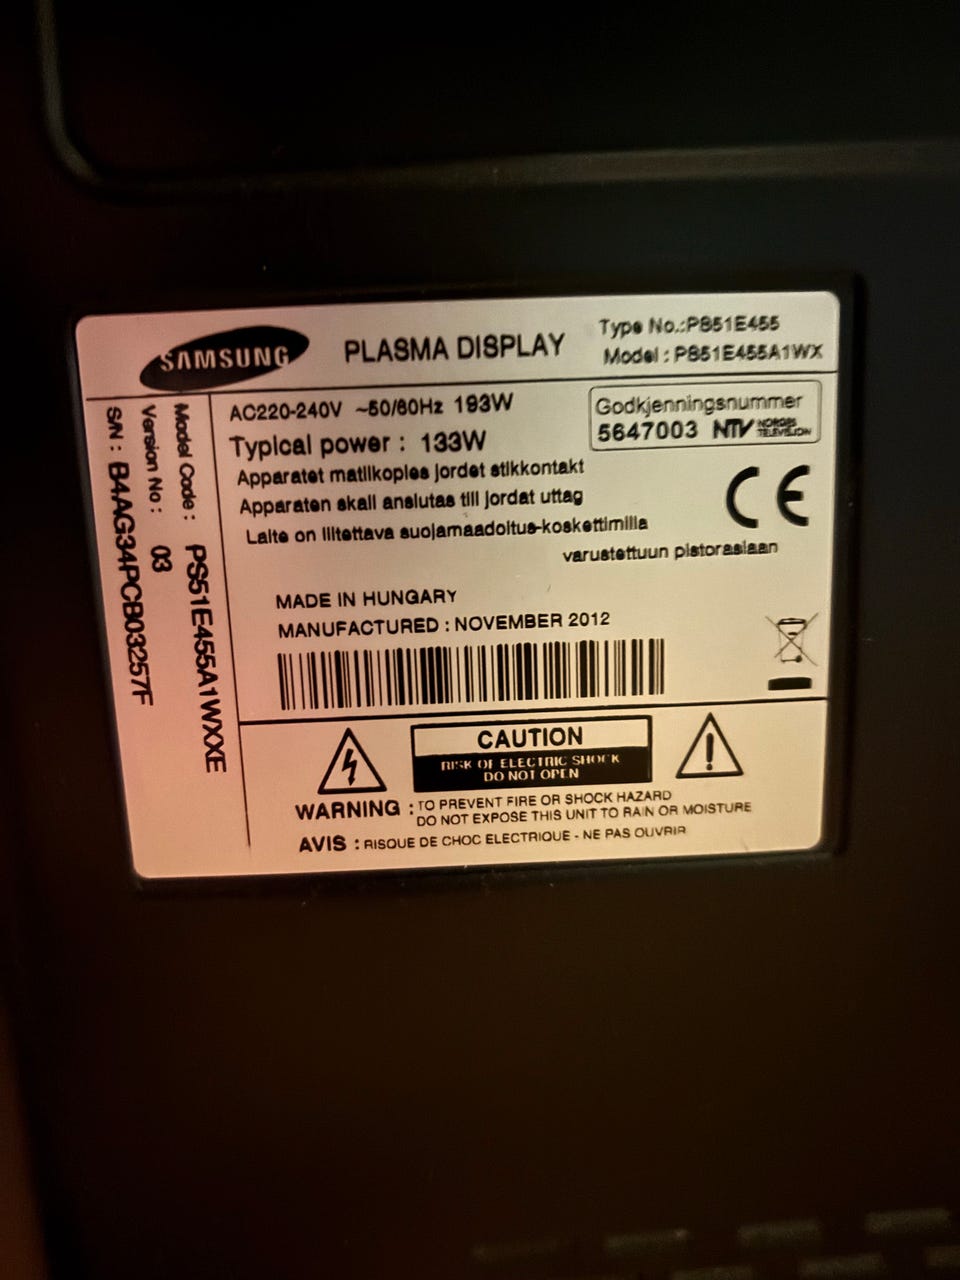 SAMSUNG
PLASMA DISPLAY
Type No.:PS51E455
Model : PS51E455A1WX
AC220-240V ~50/60Hz 193W
Typical power : 133W
Godkjenningsnummer
5647003 NTV NORGES TELEVISJON
Apparatet matilkoples jordet stikkontakt
Apparaten skall anslutas till jordat uttag
Laite on liitettava suojamaadoitus-koskettimilla
varustettuun pistorasiaan
CE
MADE IN HUNGARY
MANUFACTURED : NOVEMBER 2012
Model Code : PS51E455A1WXXE
Version No : 03
S/N : B4AG34PCB03257F
CAUTION
RISK OF ELECTRIC SHOCK
DO NOT OPEN
WARNING : TO PREVENT FIRE OR SHOCK HAZARD
DO NOT EXPOSE THIS UNIT TO RAIN OR MOISTURE
AVIS : RISQUE DE CHOC ELECTRIQUE - NE PAS OUVRIR